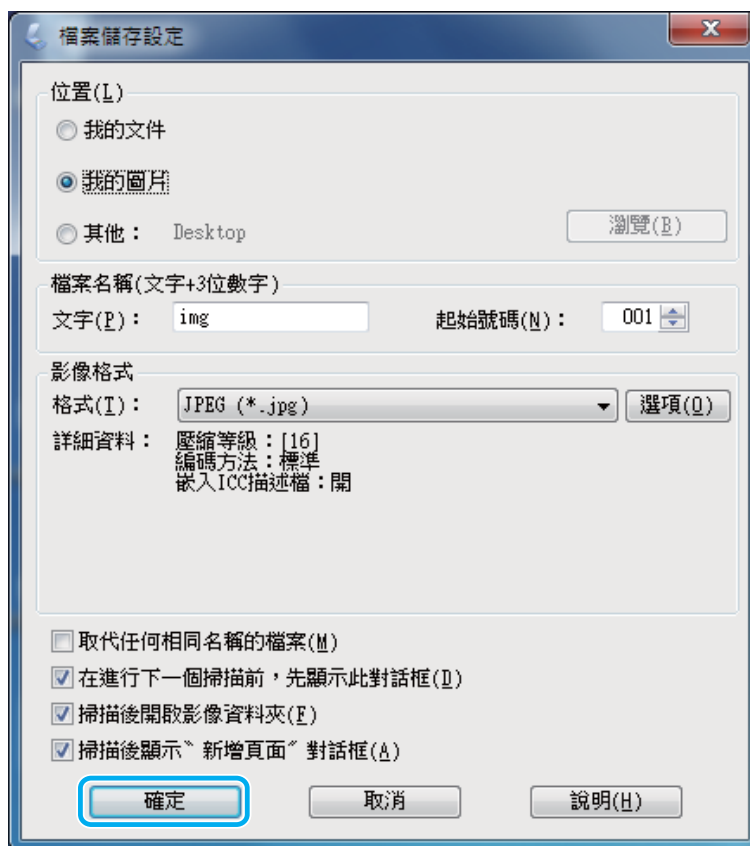 檔案儲存設定
位置(L)
我的文件
我的圖片
其他： Desktop 瀏覽(B)
檔案名稱(文字+3位數字)
文字(P)： img 起始號碼(N)： 001
影像格式
格式(T)： JPEG (*.jpg) 選項(O)
詳細資料： 壓縮等級：[16]
編碼方法：標準
嵌入ICC描述檔：開
取代任何相同名稱的檔案(M)
在進行下一個掃描前，先顯示此對話框(D)
掃描後開啟影像資料夾(F)
掃描後顯示〝新增頁面〞對話框(A)
確定 取消 說明(H)